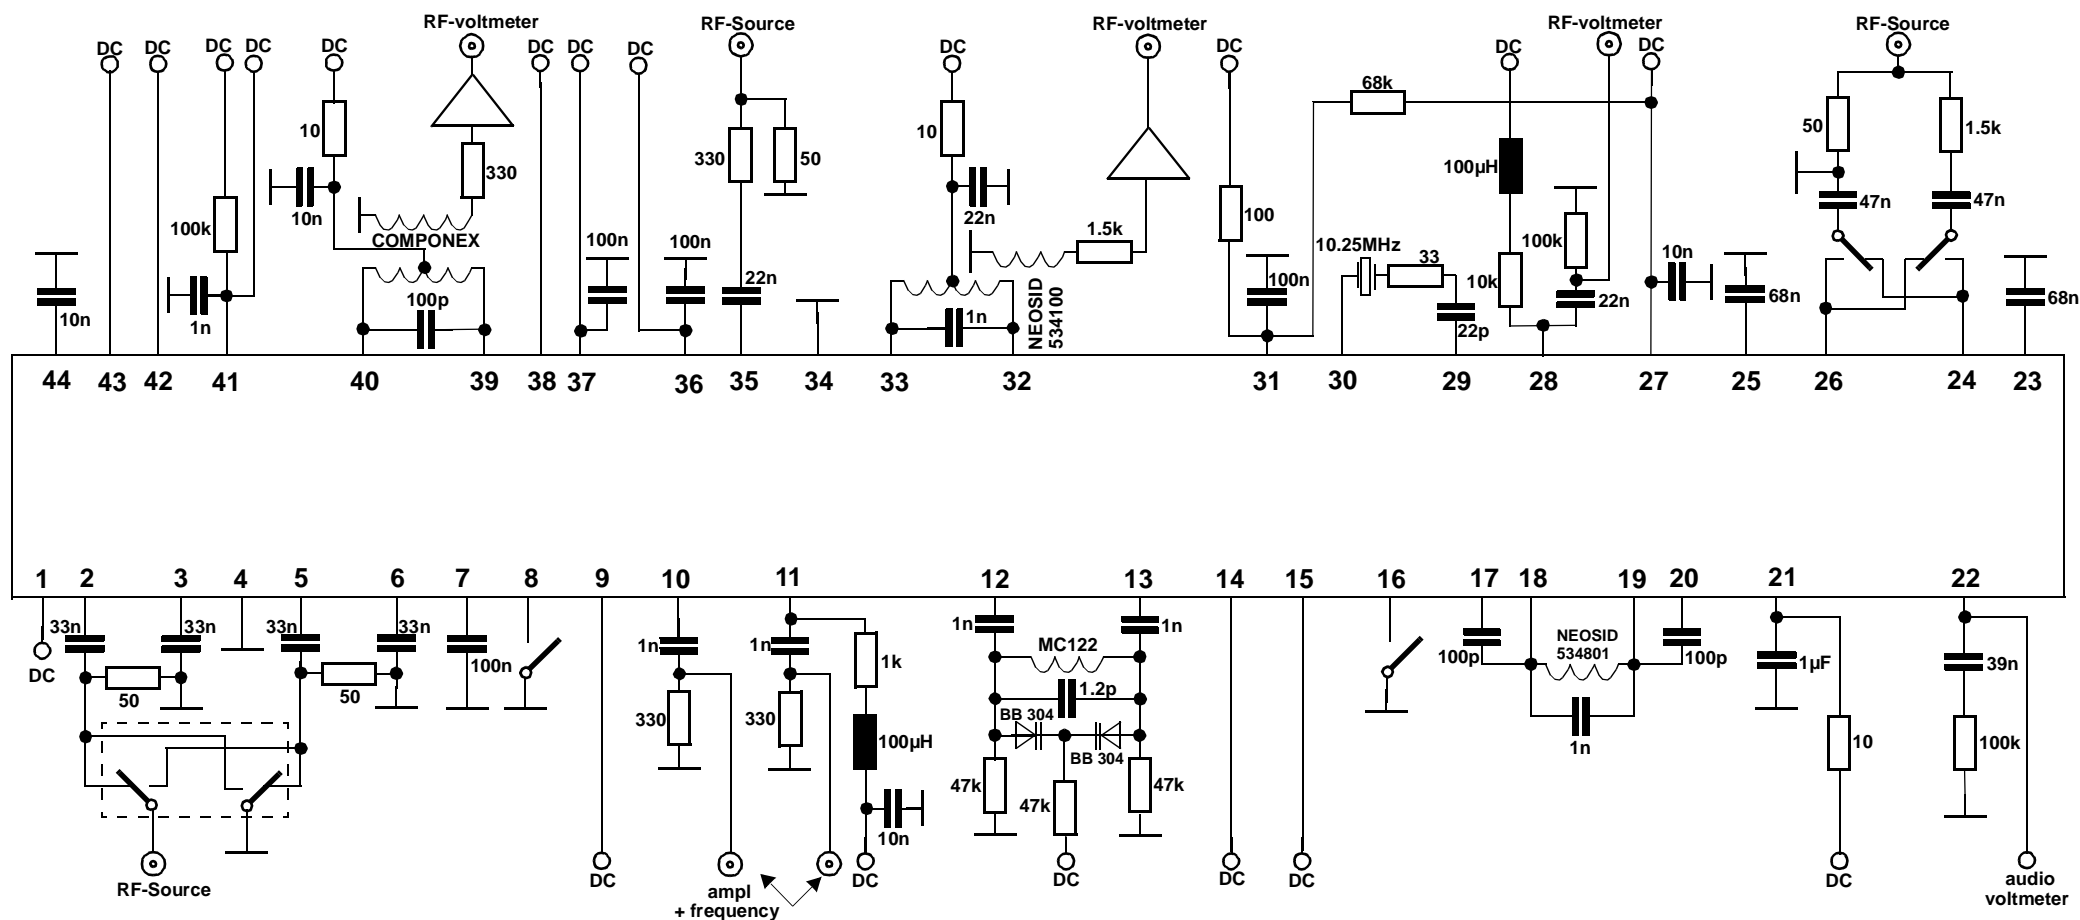 RF-voltmeter
RF-Source
RF-voltmeter
RF-voltmeter
RF-Source
DC
DC
DC
DC
DC
DC
DC
DC
DC
DC
DC
DC
10
330
330
50
10
68k
50
1.5k
100µH
10n
100k
COMPONEX
22n
1.5k
100
100k
47n
47n
100n
100n
10.25MHz
33
10n
10k
10n
1n
100p
22n
1n
NEOSID
534100
100n
22p
22n
68n
68n
44
43
42
41
40
39
38
37
36
35
34
33
32
31
30
29
28
27
25
26
24
23
1
2
3
4
5
6
7
8
9
10
11
12
13
14
15
16
17
18
19
20
21
22
33n
33n
33n
33n
DC
50
50
100n
1n
1n
1k
1n
1n
MC122
1.2p
BB 304
BB 304
100p
NEOSID
534801
100p
1n
1µF
39n
330
330
100µH
47k
47k
47k
10
100k
10n
RF-Source
DC
ampl
+ frequency
DC
DC
DC
DC
DC
audio
voltmeter